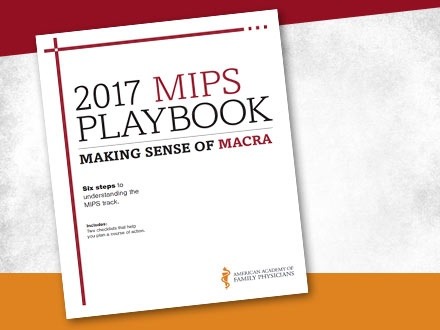 2017 MIPS
PLAYBOOK
MAKING SENSE OF MACRA
Six steps to
understanding the
MIPS track.
Includes:
Two checklists that help
you plan a course of action.
AMERICAN ACADEMY OF
FAMILY PHYSICIANS